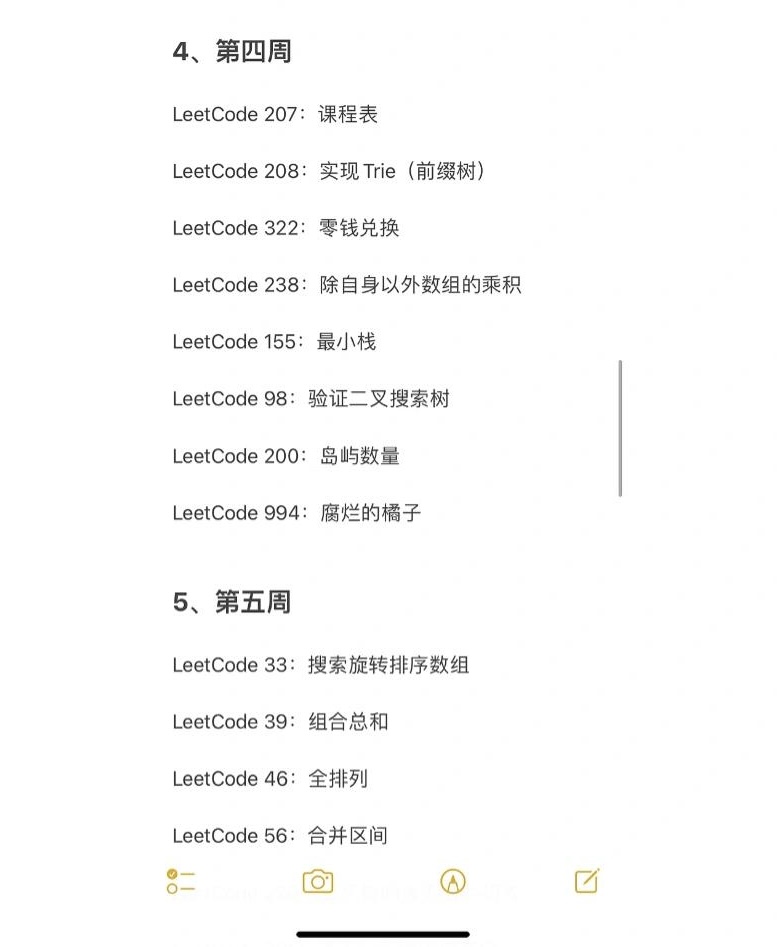 4、第四周
LeetCode 207：课程表
LeetCode 208：实现 Trie（前缀树）
LeetCode 322：零钱兑换
LeetCode 238：除自身以外数组的乘积
LeetCode 155：最小栈
LeetCode 98：验证二叉搜索树
LeetCode 200：岛屿数量
LeetCode 994：腐烂的橘子
5、第五周
LeetCode 33：搜索旋转排序数组
LeetCode 39：组合总和
LeetCode 46：全排列
LeetCode 56：合并区间